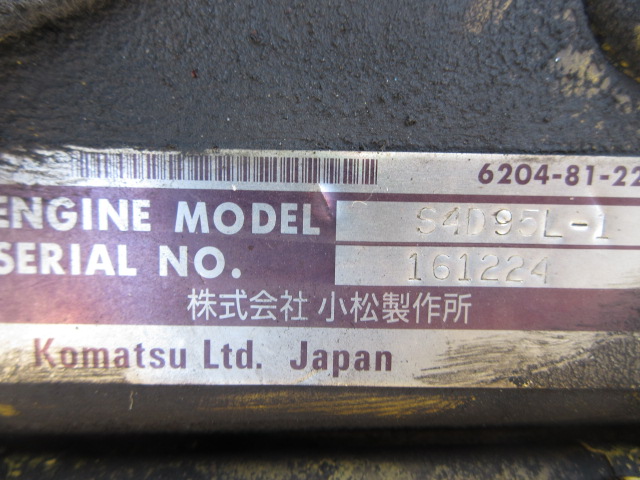 6204-81-22
ENGINE MODEL S4D95L-1
SERIAL NO. 161224
株式会社 小松製作所
Komatsu Ltd. Japan